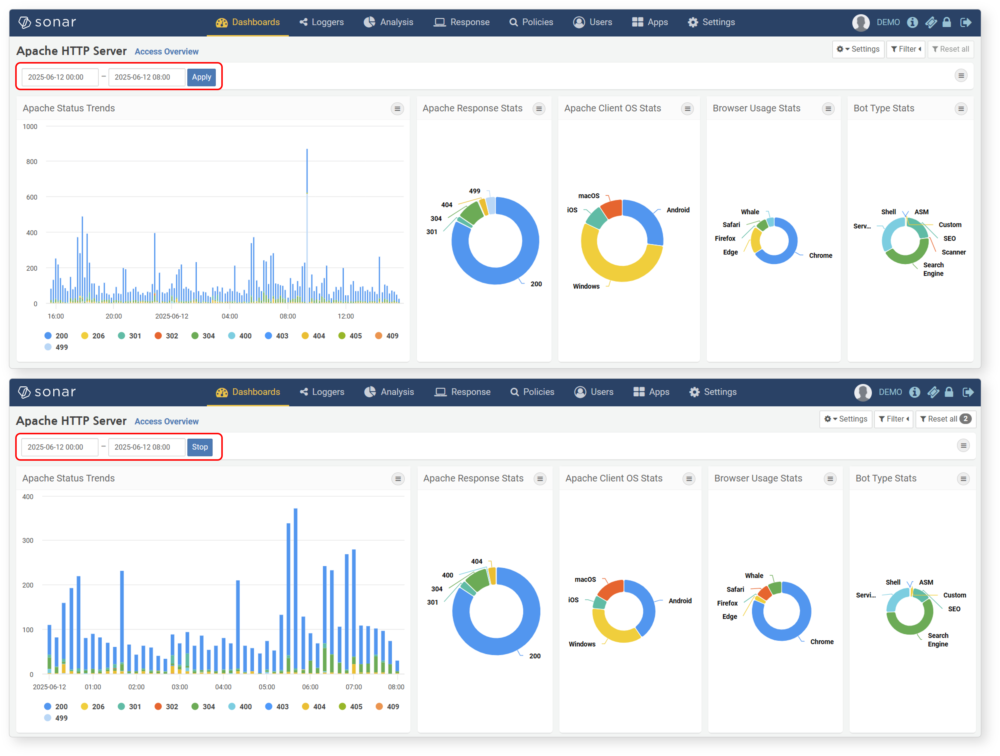 sonar Dashboards Loggers Analysis Response Policies Users Apps Settings DEMO
Apache HTTP Server Access Overview Settings Filter Reset all
2025-06-12 00:00 – 2025-06-12 08:00 Apply
Apache Status Trends
1000
800
600
400
200
0
16:00 20:00 2025-06-12 04:00 08:00 12:00
200 206 301 302 304 400 403 404 405 409
499
Apache Response Stats
499
404
304
301
200
Apache Client OS Stats
macOS
iOS
Android
Windows
Browser Usage Stats
Whale
Safari
Firefox
Edge
Chrome
Bot Type Stats
Shell ASM
Serv... Custom
SEO
Scanner
Search
Engine
sonar Dashboards Loggers Analysis Response Policies Users Apps Settings DEMO
Apache HTTP Server Access Overview Settings Filter Reset all 2
2025-06-12 00:00 – 2025-06-12 08:00 Stop
Apache Status Trends
400
300
200
100
0
2025-06-12 01:00 02:00 03:00 04:00 05:00 06:00 07:00 08:00
200 206 301 302 304 400 403 404 405 409
499
Apache Response Stats
404
400
304
301
200
Apache Client OS Stats
macOS
iOS
Android
Windows
Browser Usage Stats
Whale
Safari
Firefox
Edge
Chrome
Bot Type Stats
Shell ASM
Servi... Custom
SEO
Search
Engine